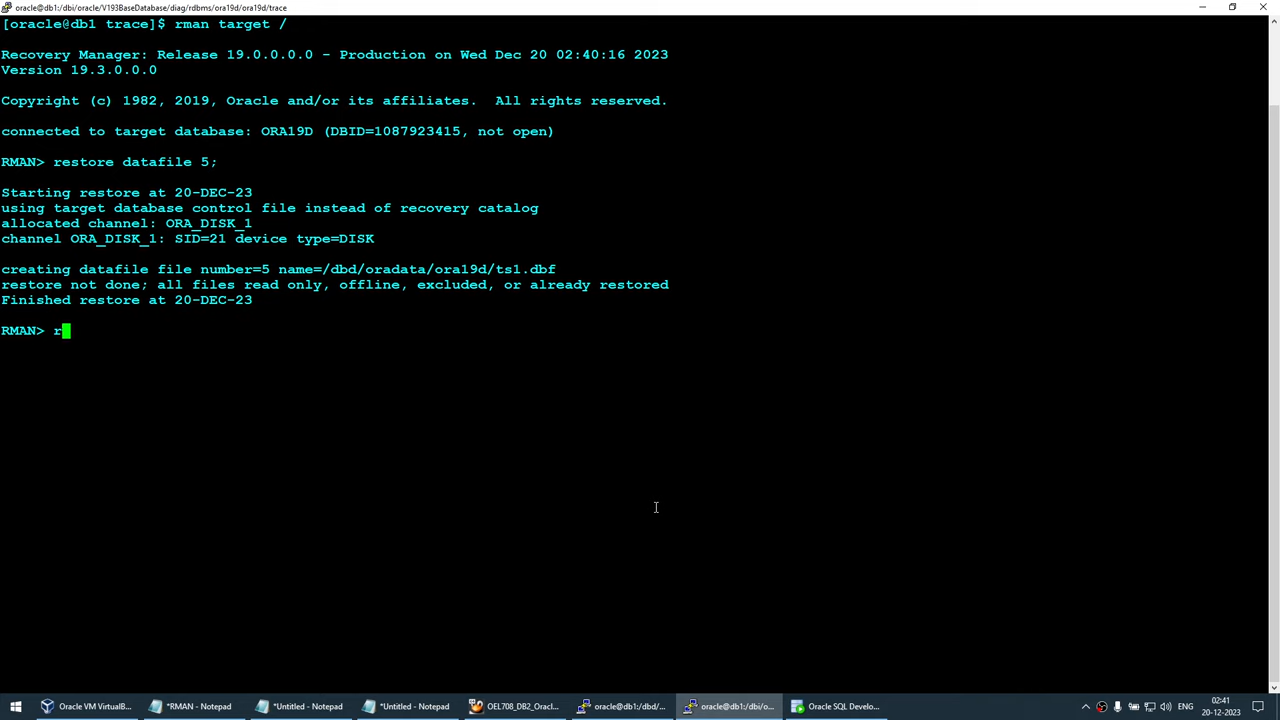 oracle@db1:/dbi/oracle/V193BaseDatabase/diag/rdbms/ora19d/ora19d/trace
[oracle@db1 trace]$ rman target /
Recovery Manager: Release 19.0.0.0.0 - Production on Wed Dec 20 02:40:16 2023
Version 19.3.0.0.0
Copyright (c) 1982, 2019, Oracle and/or its affiliates.  All rights reserved.
connected to target database: ORA19D (DBID=1087923415, not open)
RMAN> restore datafile 5;
Starting restore at 20-DEC-23
using target database control file instead of recovery catalog
allocated channel: ORA_DISK_1
channel ORA_DISK_1: SID=21 device type=DISK
creating datafile file number=5 name=/dbd/oradata/ora19d/ts1.dbf
restore not done; all files read only, offline, excluded, or already restored
Finished restore at 20-DEC-23
RMAN> r
Oracle VM VirtualB... *RMAN - Notepad *Untitled - Notepad *Untitled - Notepad OEL708_DB2_Oracl... oracle@db1:/dbd/... oracle@db1:/dbi/o... Oracle SQL Develo... ENG 02:41
20-12-2023